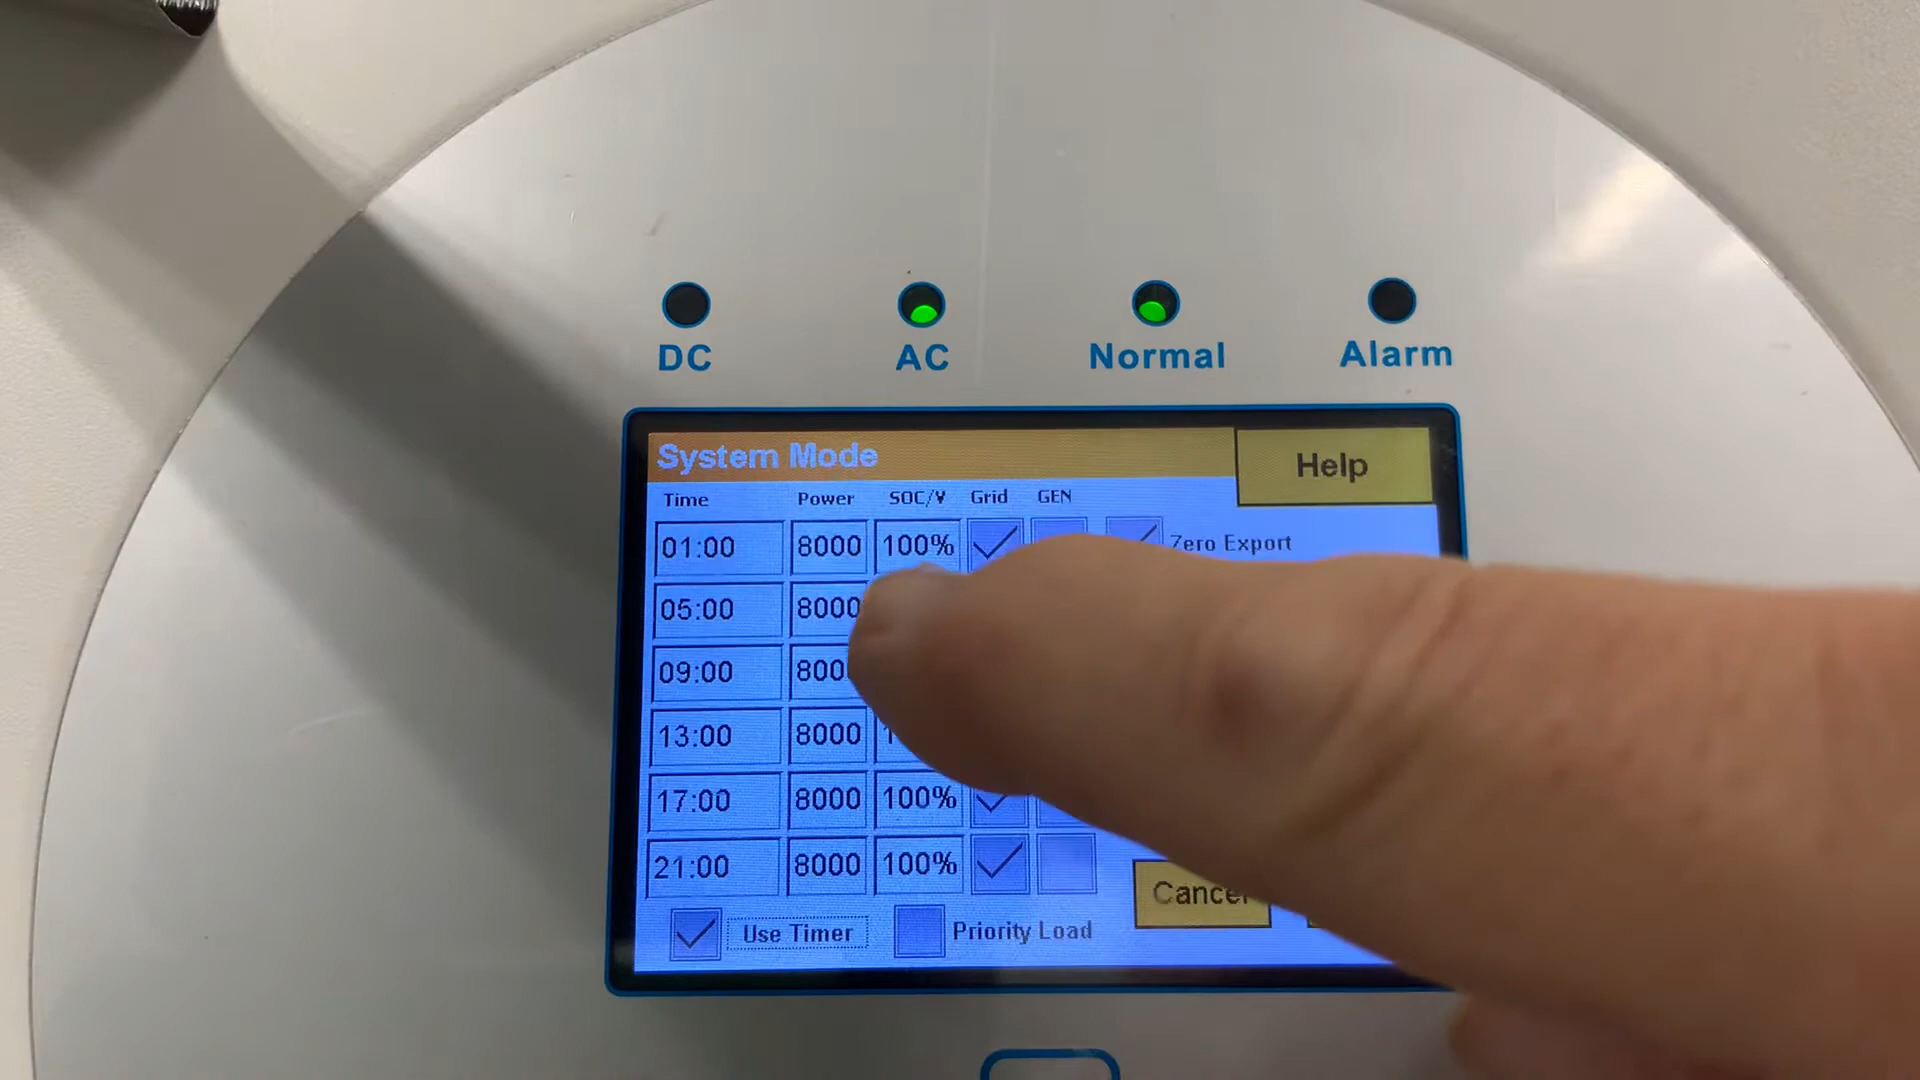 DC AC Normal Alarm
System Mode Help
Time Power SOC/V Grid GEN
01:00 8000 100% Zero Export
05:00 8000
09:00
13:00 8000
17:00 8000 100%
21:00 8000 100%
Cancel
Use Timer Priority Load